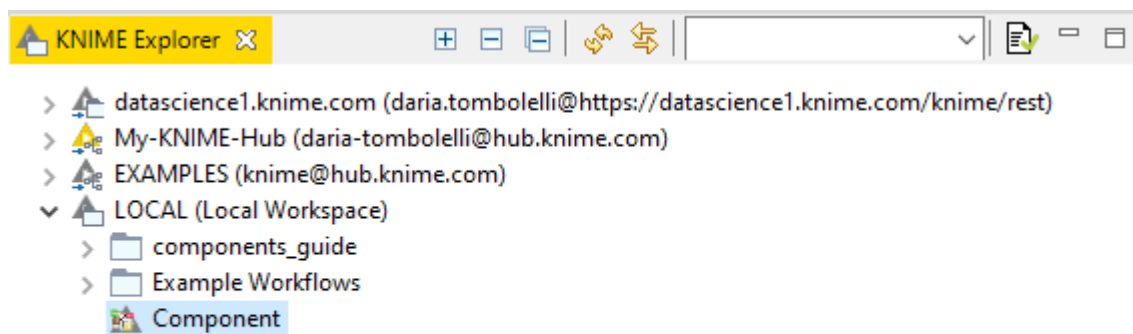 KNIME Explorer
datascience1.knime.com (daria.tombolelli@https://datascience1.knime.com/knime/rest)
My-KNIME-Hub (daria-tombolelli@hub.knime.com)
EXAMPLES (knime@hub.knime.com)
LOCAL (Local Workspace)
components_guide
Example Workflows
Component